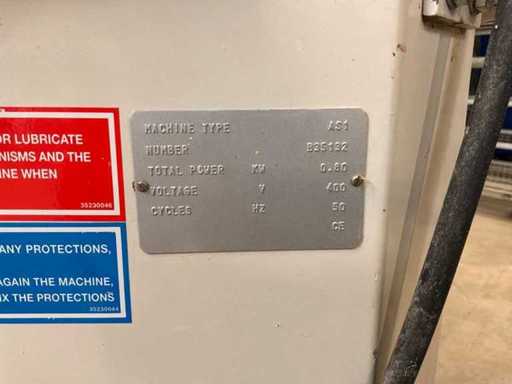 OR LUBRICATE
NISMS AND THE
INE WHEN
35230046
ANY PROTECTIONS,
AGAIN THE MACHINE,
IX THE PROTECTIONS
35230044
MACHINE TYPE AS1
NUMBER B35132
TOTAL POWER KW 0.80
VOLTAGE V 400
CYCLES HZ 50
CE